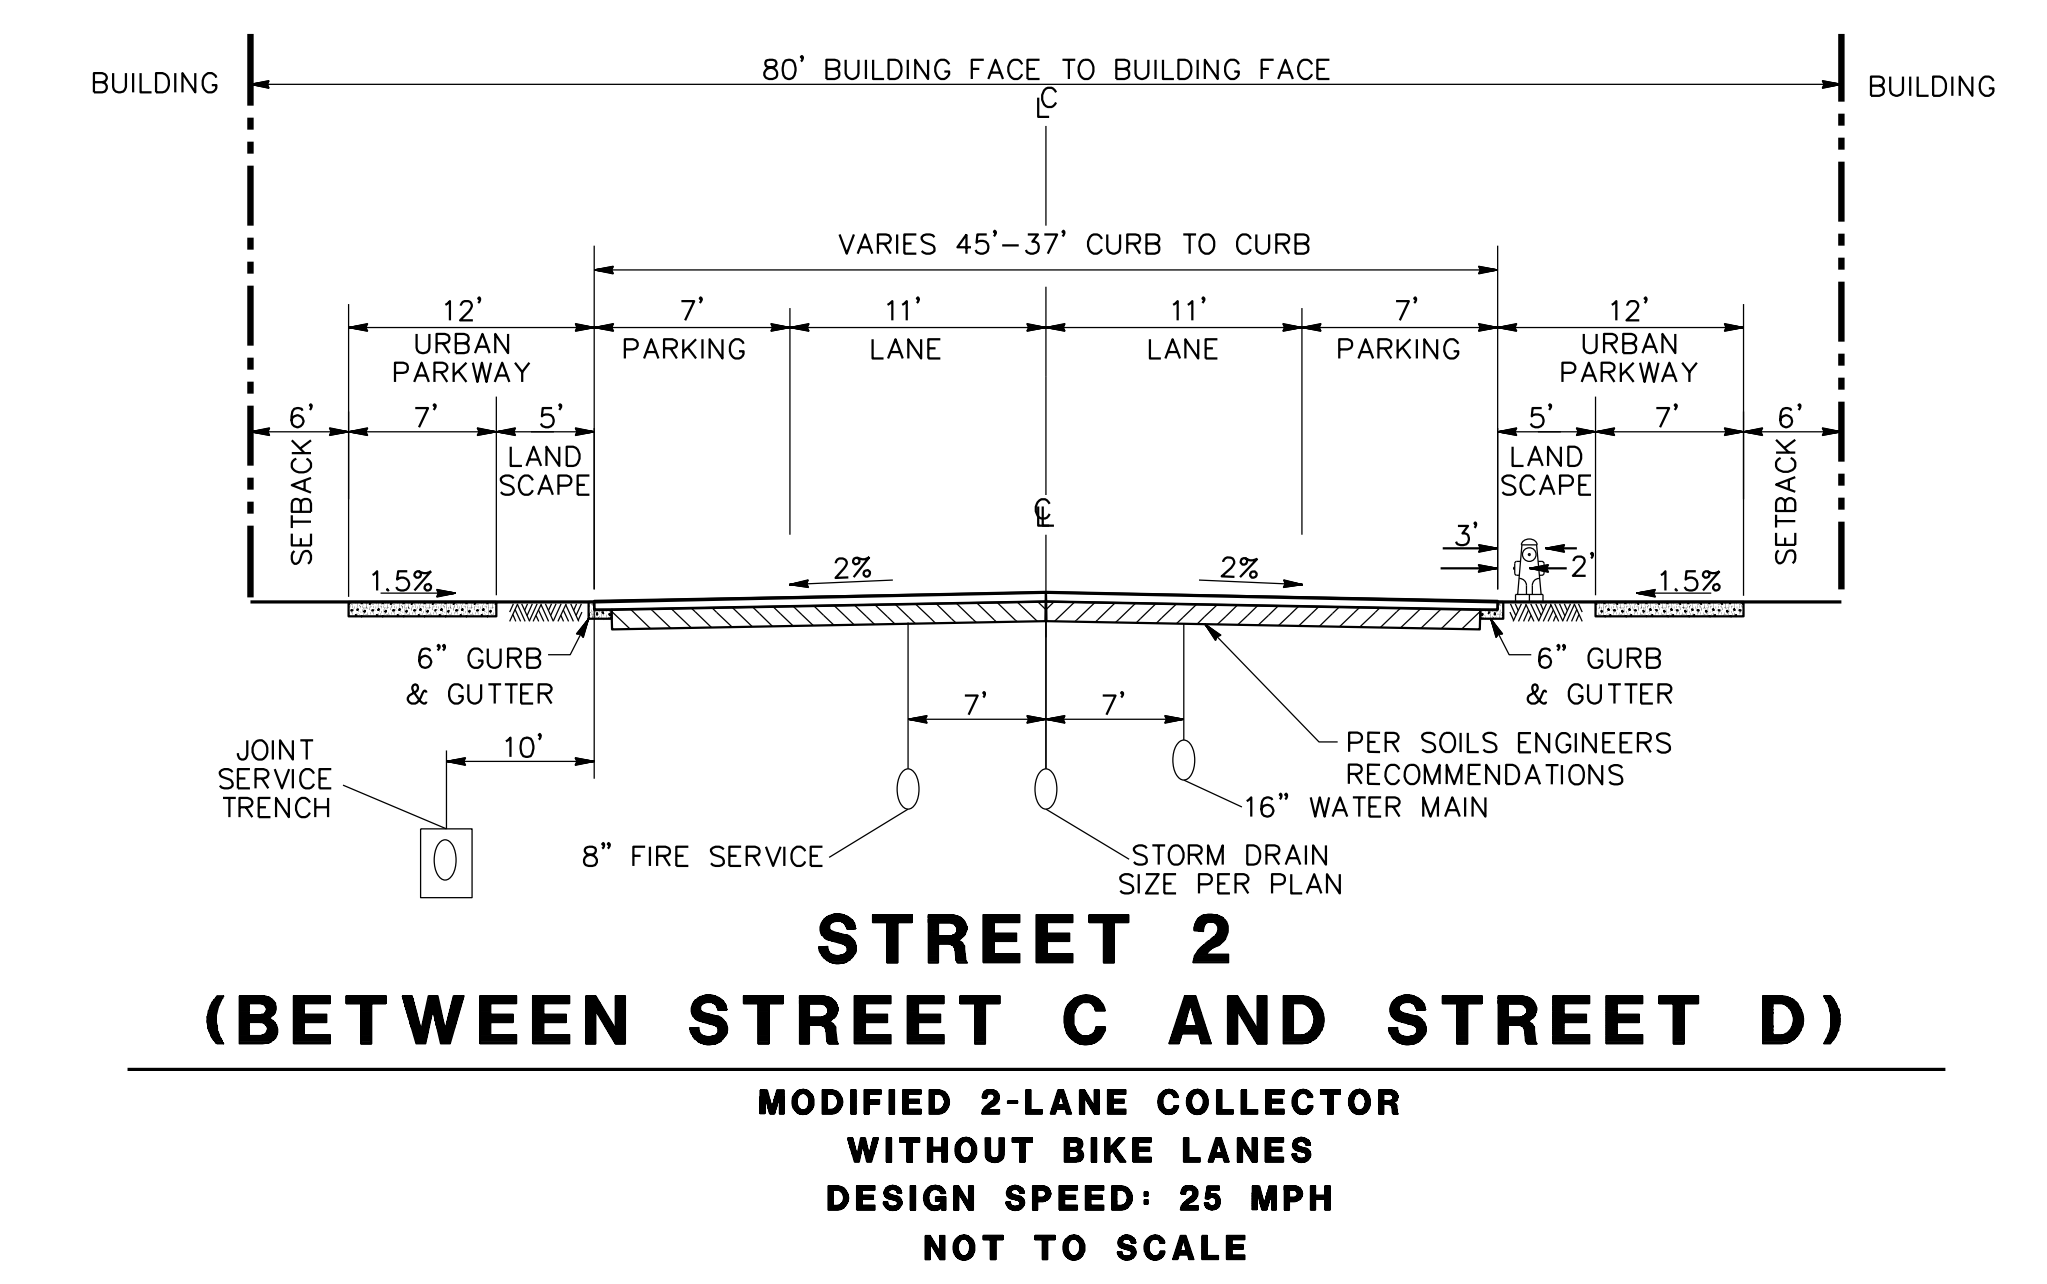 80' BUILDING FACE TO BUILDING FACE
BUILDING
BUILDING
CL
VARIES 45'-37' CURB TO CURB
12'
7'
11'
11'
7'
12'
URBAN
PARKWAY
PARKING
LANE
LANE
PARKING
URBAN
PARKWAY
6'
7'
5'
5'
7'
6'
SETBACK
LAND
SCAPE
LAND
SCAPE
SETBACK
CL
3'
2'
1.5%
2%
2%
1.5%
6" GURB
& GUTTER
6" GURB
& GUTTER
7'
7'
10'
JOINT
SERVICE
TRENCH
PER SOILS ENGINEERS
RECOMMENDATIONS
16" WATER MAIN
8" FIRE SERVICE
STORM DRAIN
SIZE PER PLAN
STREET 2
(BETWEEN STREET C AND STREET D)
MODIFIED 2-LANE COLLECTOR
WITHOUT BIKE LANES
DESIGN SPEED: 25 MPH
NOT TO SCALE